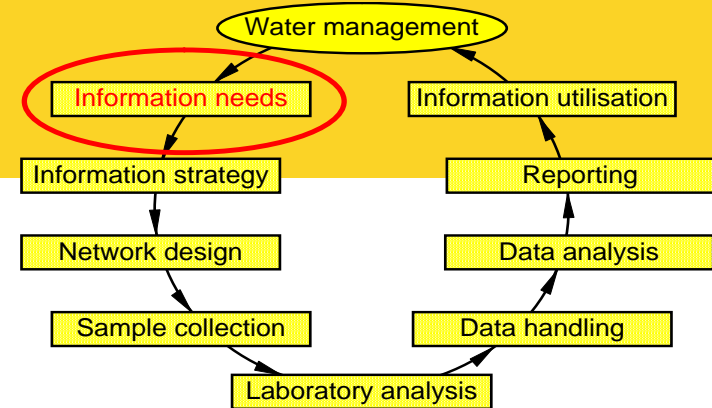 Water management
Information needs
Information utilisation
Information strategy
Reporting
Network design
Data analysis
Sample collection
Data handling
Laboratory analysis